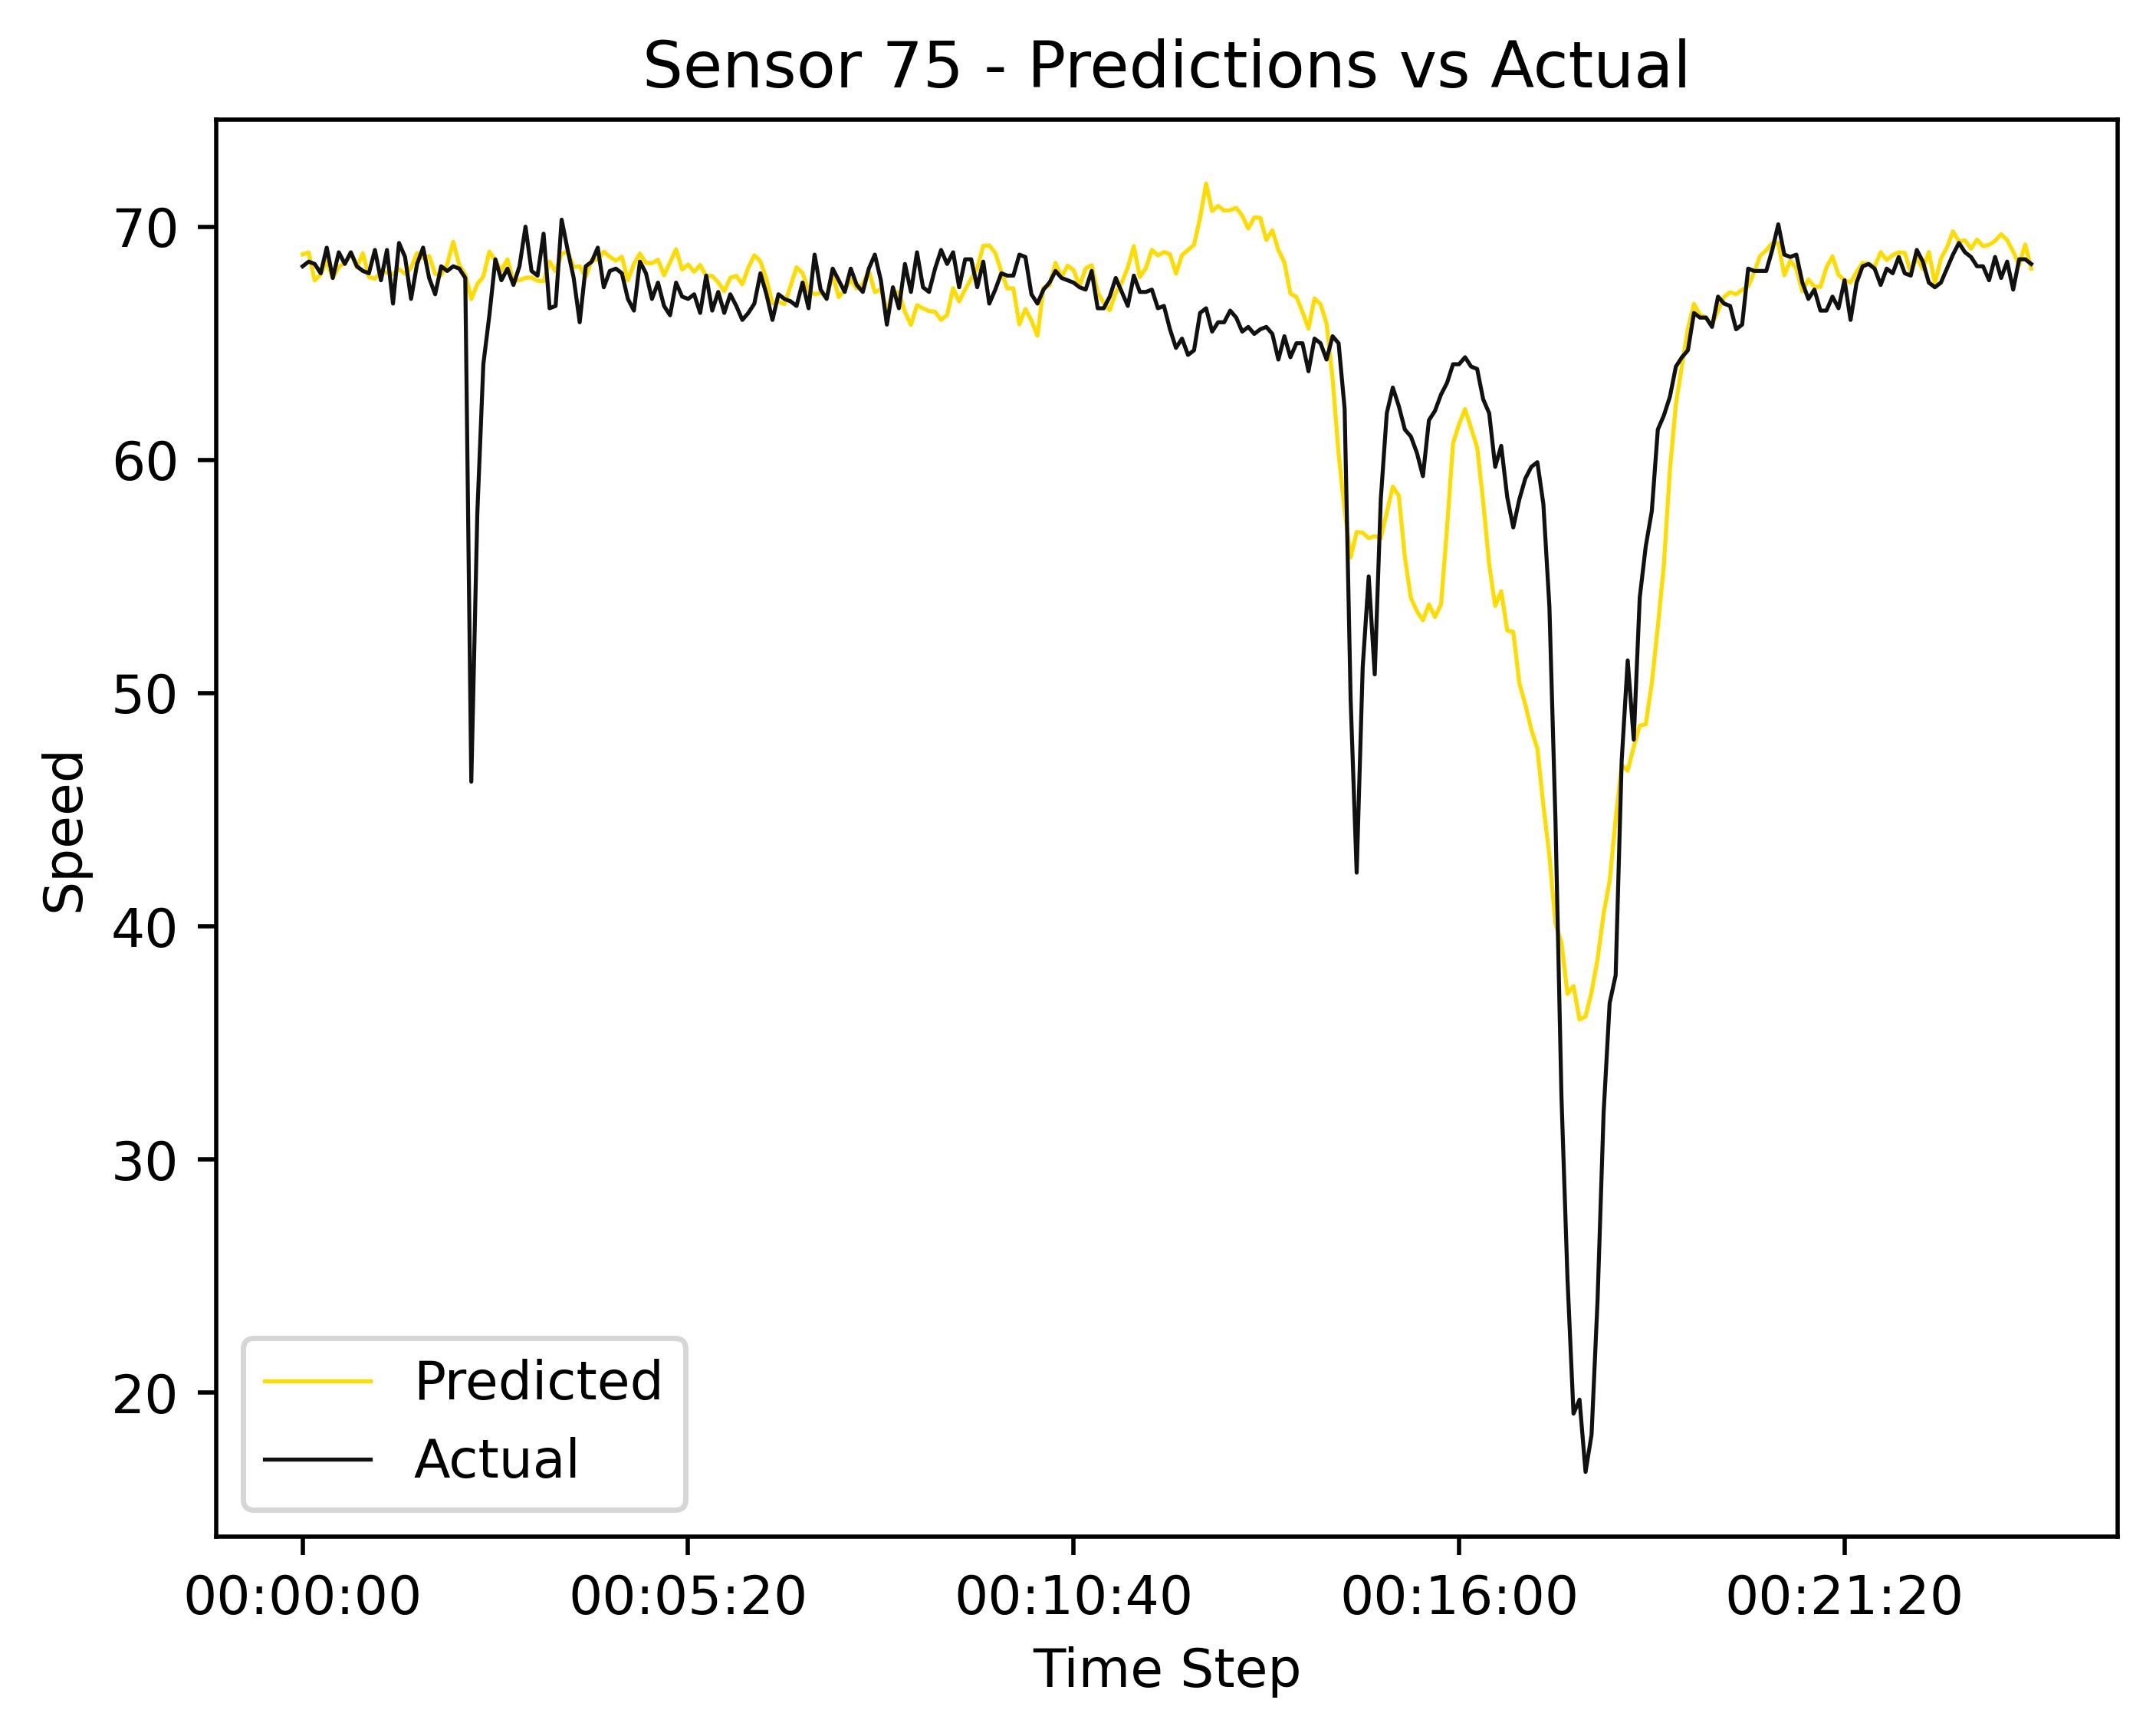 Sensor 75 - Predictions vs Actual
70
60
50
40
30
20
Speed
Predicted
Actual
00:00:00
00:05:20
00:10:40
00:16:00
00:21:20
Time Step